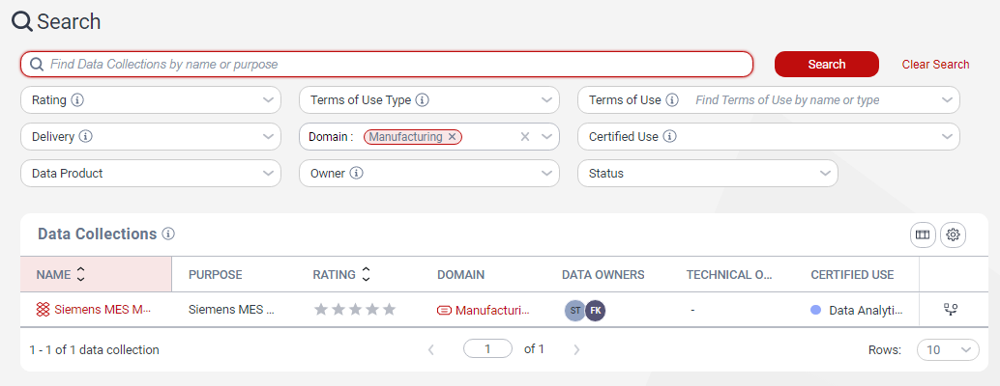 Search
Find Data Collections by name or purpose
Search
Clear Search
Rating
Terms of Use Type
Terms of Use Find Terms of Use by name or type
Delivery
Domain : Manufacturing
Certified Use
Data Product
Owner
Status
Data Collections
NAME PURPOSE RATING DOMAIN DATA OWNERS TECHNICAL O... CERTIFIED USE
Siemens MES M... Siemens MES ... Manufacturi... ST FK - Data Analyti...
1 - 1 of 1 data collection 1 of 1 Rows: 10